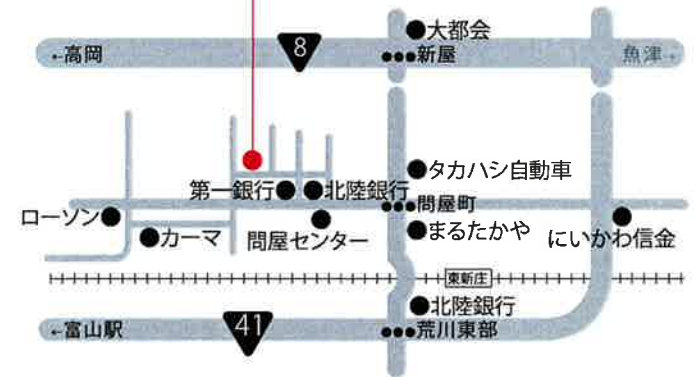 大都会
8
←高岡
新屋
魚津→
タカハシ自動車
第一銀行
北陸銀行
問屋町
ローソン
カーマ
問屋センター
まるたかや
にいかわ信金
東新庄
北陸銀行
41
←富山駅
荒川東部